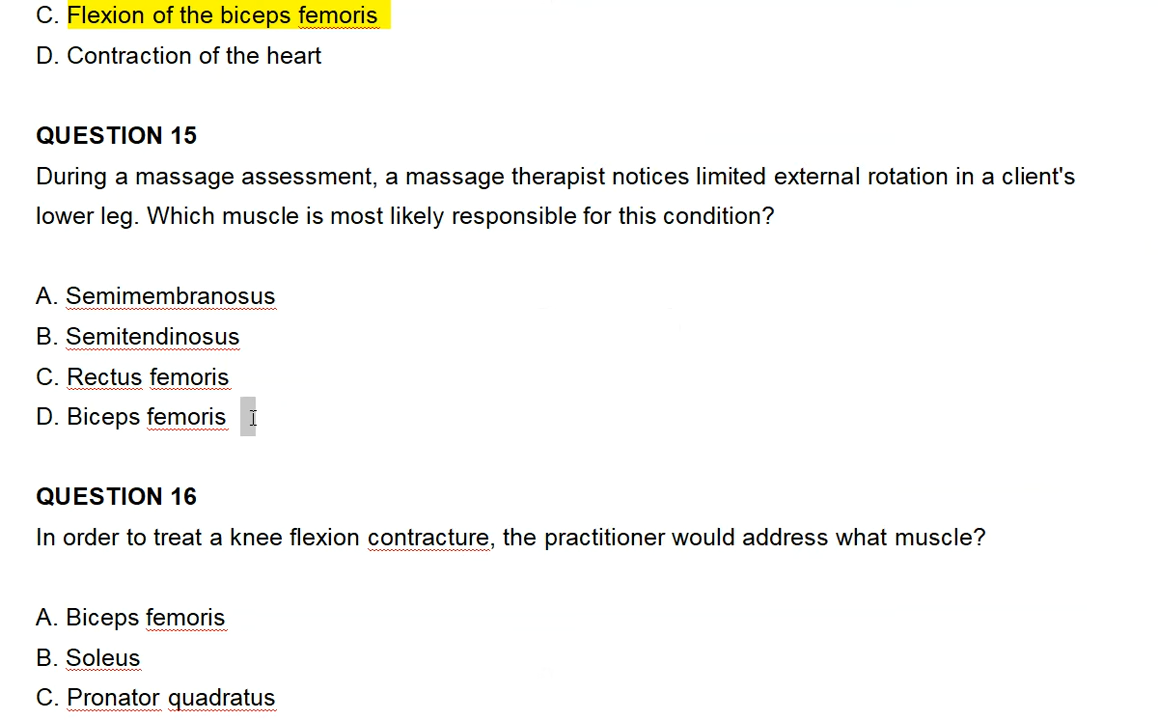 C. Flexion of the biceps femoris
D. Contraction of the heart
QUESTION 15
During a massage assessment, a massage therapist notices limited external rotation in a client's
lower leg. Which muscle is most likely responsible for this condition?
A. Semimembranosus
B. Semitendinosus
C. Rectus femoris
D. Biceps femoris
QUESTION 16
In order to treat a knee flexion contracture, the practitioner would address what muscle?
A. Biceps femoris
B. Soleus
C. Pronator quadratus